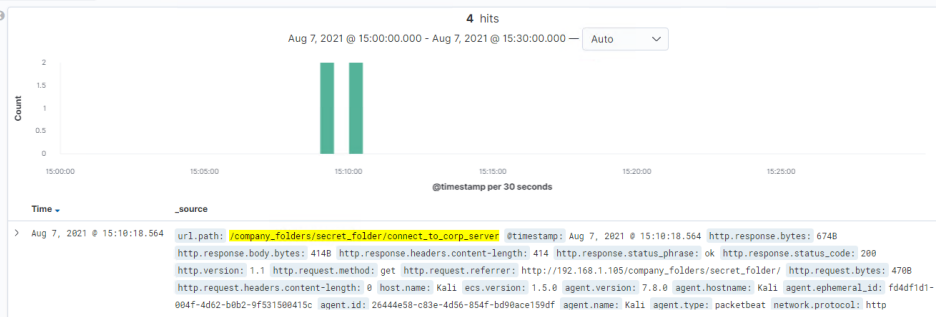 4 hits
Aug 7, 2021 @ 15:00:00.000 - Aug 7, 2021 @ 15:30:00.000 — Auto
Count
2
1.5
1
0.5
0
15:00:00 15:05:00 15:10:00 15:15:00 15:20:00 15:25:00
@timestamp per 30 seconds
Time _source
Aug 7, 2021 @ 15:10:18.564 url.path: /company_folders/secret_folder/connect_to_corp_server @timestamp: Aug 7, 2021 @ 15:10:18.564 http.response.bytes: 674B
http.response.body.bytes: 414B http.response.headers.content-length: 414 http.response.status_phrase: ok http.response.status_code: 200
http.version: 1.1 http.request.method: get http.request.referrer: http://192.168.1.105/company_folders/secret_folder/ http.request.bytes: 470B
http.request.headers.content-length: 0 host.name: Kali ecs.version: 1.5.0 agent.version: 7.8.0 agent.hostname: Kali agent.ephemeral_id: fd4df1d1-
004f-4d62-b0b2-9f531500415c agent.id: 26444e58-c83e-4d56-854f-bd90ace159df agent.name: Kali agent.type: packetbeat network.protocol: http